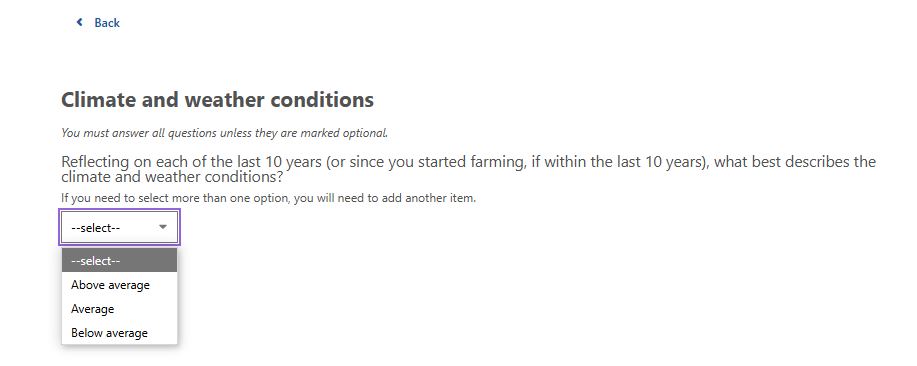 Back
Climate and weather conditions
You must answer all questions unless they are marked optional.
Reflecting on each of the last 10 years (or since you started farming, if within the last 10 years), what best describes the
climate and weather conditions?
If you need to select more than one option, you will need to add another item.
--select--
--select--
Above average
Average
Below average